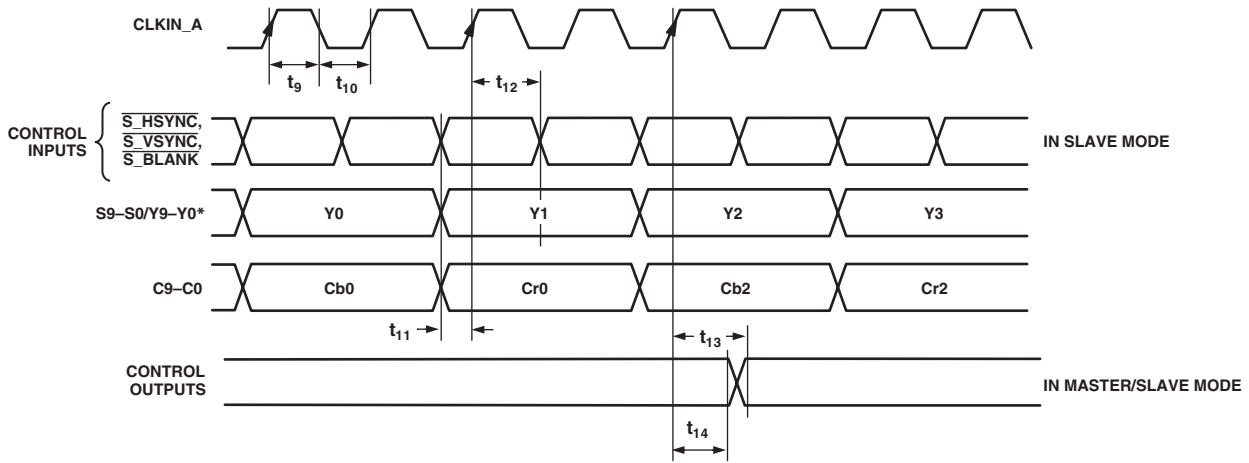 CLKIN_A
t9
t10
t12
CONTROL
INPUTS
S_HSYNC,
S_VSYNC,
S_BLANK
IN SLAVE MODE
S9–S0/Y9–Y0*
Y0
Y1
Y2
Y3
C9–C0
Cb0
Cr0
Cb2
Cr2
t11
t13
CONTROL
OUTPUTS
IN MASTER/SLAVE MODE
t14